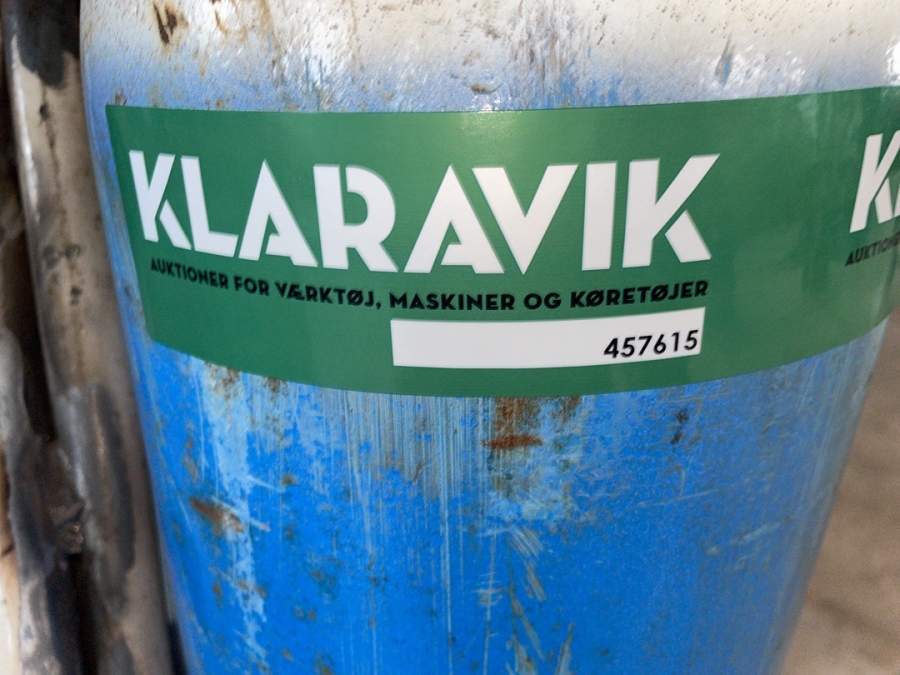 KLARAVIK
AUKTIONER FOR VÆRKTØJ, MASKINER OG KØRETØJER
457615